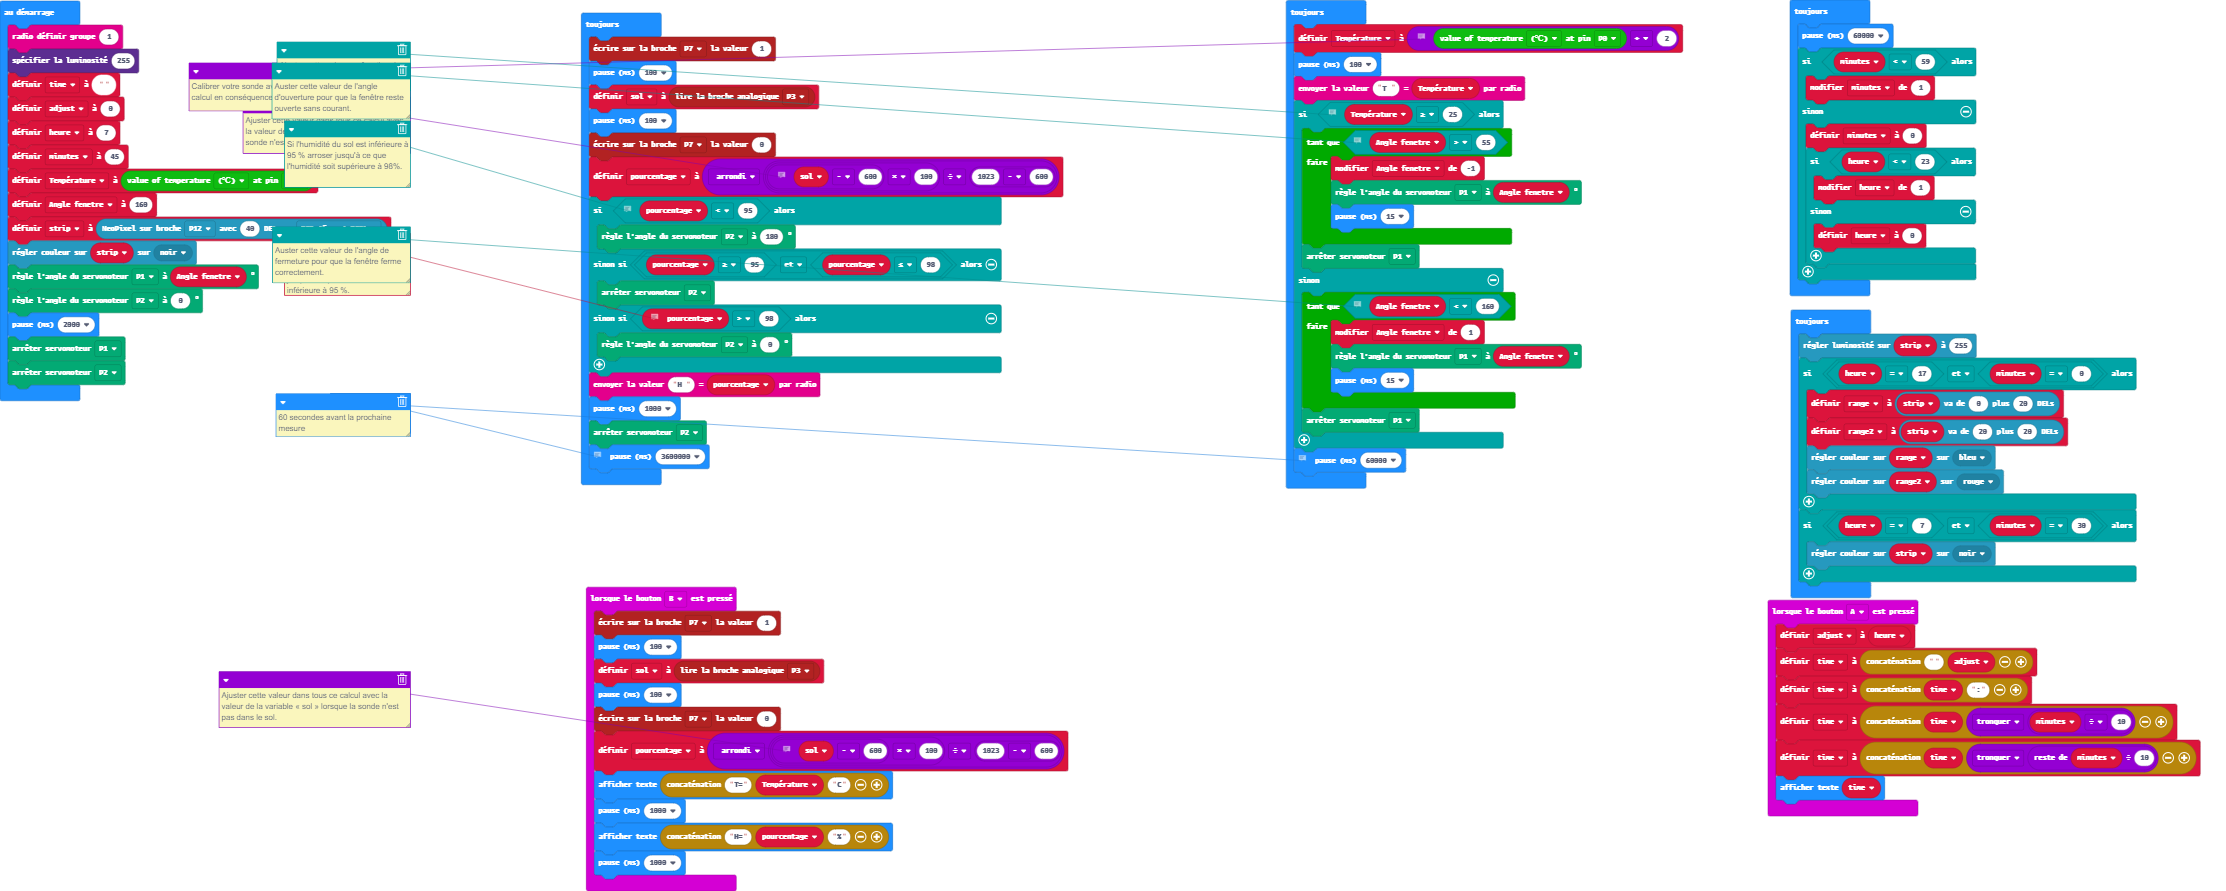 au démarrage
radio définir groupe 1
spécifier la luminosité 255
définir time à " "
définir adjust à 0
définir heure à 7
définir minutes à 45
définir Température à value of temperature (℃) at pin
définir Angle fenetre à 160
définir strip à NeoPixel sur broche P12 avec 40
régler couleur sur strip sur noir
règle l'angle du servomoteur P1 à Angle fenetre °
règle l'angle du servomoteur P2 à 0 °
pause (ms) 2000
arrêter servomoteur P1
arrêter servomoteur P2
Calibrer votre sonde
calcul en conséquence
Auster cette valeur de l'angle
d'ouverture pour que la fenêtre reste
ouverte sans courant.
Ajuster
la valeur
sonde n'es
Si l'humidité du sol est inférieure à
95 % arroser jusqu'à ce que
l'humidité soit supérieure à 98%.
Auster cette valeur de l'angle de
fermeture pour que la fenêtre ferme
correctement.
inférieure à 95 %.
60 secondes avant la prochaine
mesure
Ajuster cette valeur dans tous ce calcul avec la
valeur de la variable « sol » lorsque la sonde n'est
pas dans le sol.
toujours
écrire sur la broche P7 la valeur 1
pause (ms) 100
définir sol à lire la broche analogique P3
pause (ms) 100
écrire sur la broche P7 la valeur 0
définir pourcentage à arrondi sol - 600 × 100 ÷ 1023 - 600
si pourcentage < 95 alors
règle l'angle du servomoteur P2 à 180 °
sinon si pourcentage ≥ 95 et pourcentage ≤ 98 alors
arrêter servomoteur P2
sinon si pourcentage > 98 alors
règle l'angle du servomoteur P2 à 0 °
envoyer la valeur "H " = pourcentage par radio
pause (ms) 1000
arrêter servomoteur P2
pause (ms) 3600000
lorsque le bouton B est pressé
écrire sur la broche P7 la valeur 1
pause (ms) 100
définir sol à lire la broche analogique P3
pause (ms) 100
écrire sur la broche P7 la valeur 0
définir pourcentage à arrondi sol - 600 × 100 ÷ 1023 - 600
afficher texte concaténation "T=" Température "C"
pause (ms) 1000
afficher texte concaténation "H=" pourcentage "%"
pause (ms) 1000
toujours
définir Température à value of temperature (℃) at pin P0 + 2
pause (ms) 100
envoyer la valeur "T " = Température par radio
si Température ≥ 25 alors
tant que Angle fenetre > 55
faire modifier Angle fenetre de -1
règle l'angle du servomoteur P1 à Angle fenetre °
pause (ms) 15
arrêter servomoteur P1
sinon
tant que Angle fenetre < 160
faire modifier Angle fenetre de 1
règle l'angle du servomoteur P1 à Angle fenetre °
pause (ms) 15
arrêter servomoteur P1
pause (ms) 60000
toujours
pause (ms) 60000
si minutes < 59 alors
modifier minutes de 1
sinon
définir minutes à 0
si heure < 23 alors
modifier heure de 1
sinon
définir heure à 0
toujours
régler luminosité sur strip à 255
si heure = 17 et minutes = 0 alors
définir range à strip va de 0 plus 20 DELs
définir range2 à strip va de 20 plus 20 DELs
régler couleur sur range sur bleu
régler couleur sur range2 sur rouge
si heure = 7 et minutes = 30 alors
régler couleur sur strip sur noir
lorsque le bouton A est pressé
définir adjust à heure
définir time à concaténation " " adjust
définir time à concaténation time ":"
définir time à concaténation time tronquer minutes ÷ 10
définir time à concaténation time tronquer reste de minutes ÷ 10
afficher texte time